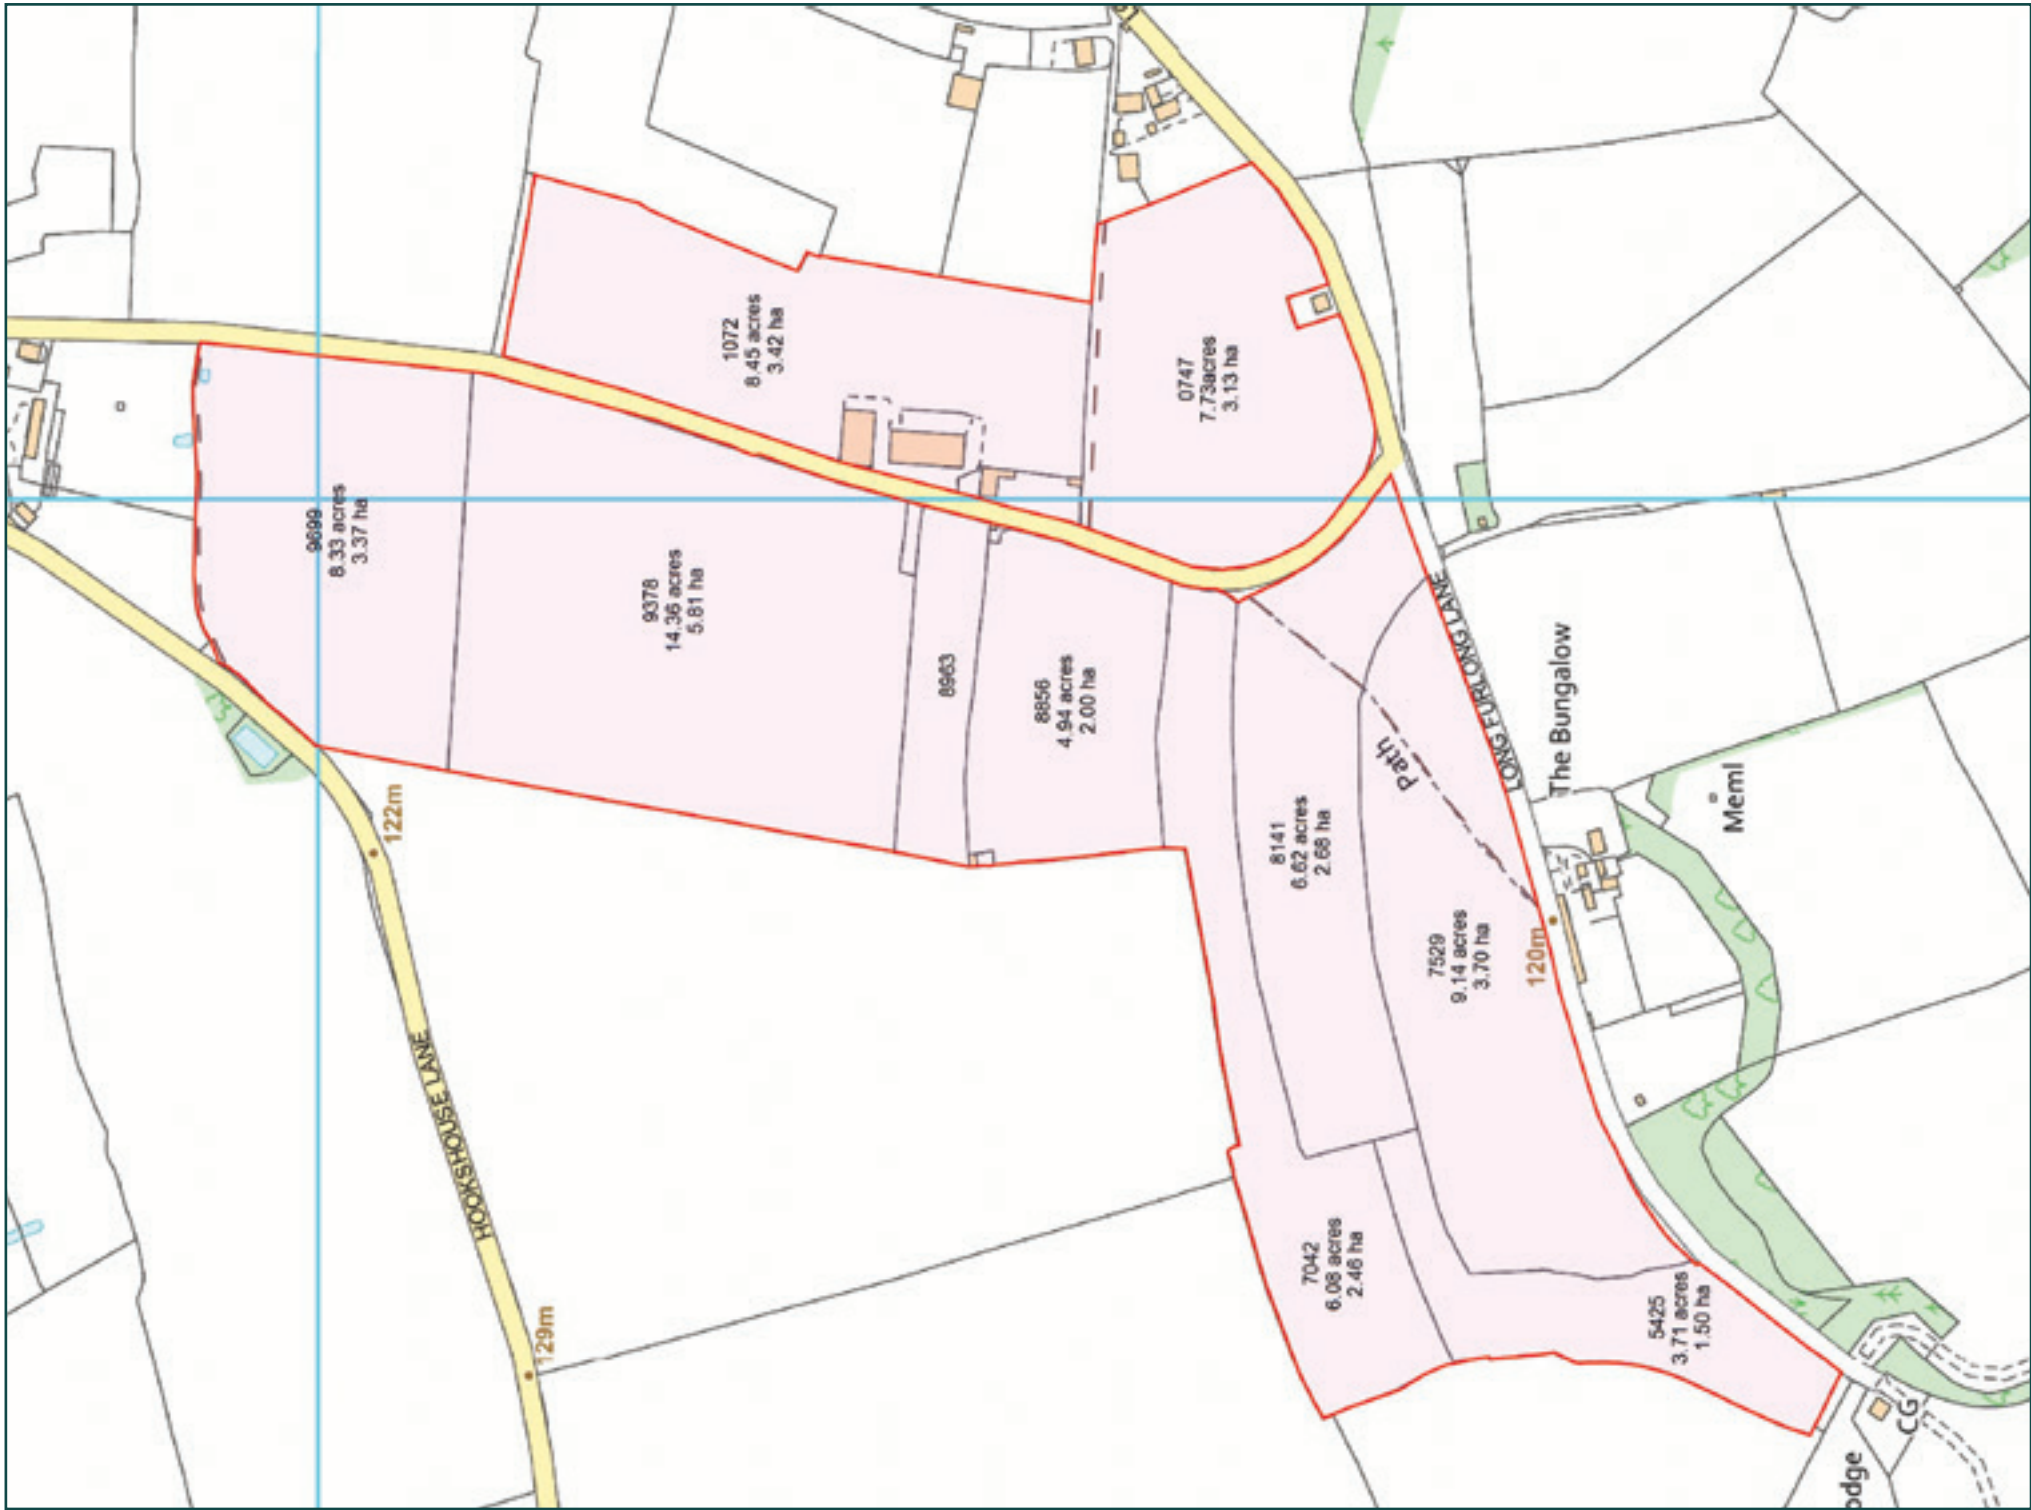 1072
8.45 acres
3.42 ha
0747
7.73acres
3.13 ha
9699
8.33 acres
3.37 ha
9378
14.36 acres
5.81 ha
8963
8856
4.94 acres
2.00 ha
8141
6.62 acres
2.68 ha
Path
7529
9.14 acres
3.70 ha
7042
6.08 acres
2.46 ha
5425
3.71 acres
1.50 ha
LONG FURLONG LANE
The Bungalow
Meml
120m
122m
HOOKSHOUSE LANE
129m
CG
odge